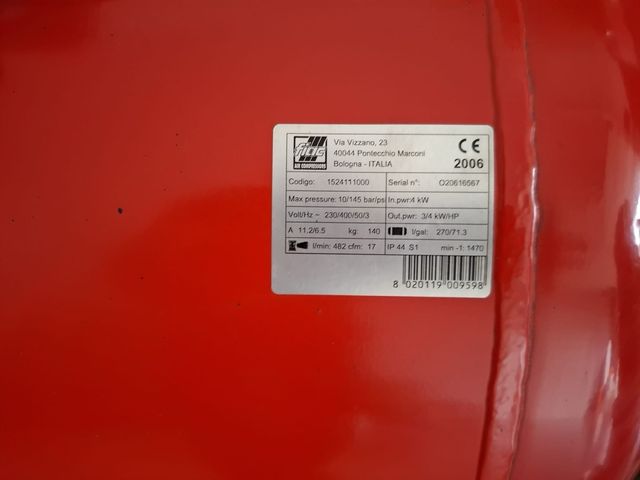 fiac
AIR COMPRESSORS
Via Vizzano, 23
40044 Pontecchio Marconi
Bologna - ITALIA
CE
2006
Codigo: 1524111000 Serial n°: O20616567
Max pressure: 10/145 bar/psi In.pwr:4 kW
Volt/Hz ~ 230/400/50/3 Out.pwr: 3/4 kW/HP
A 11.2/6.5 kg: 140 l/gal: 270/71.3
l/min: 482 cfm: 17 IP 44 S1 min -1: 1470
8 020119 009598